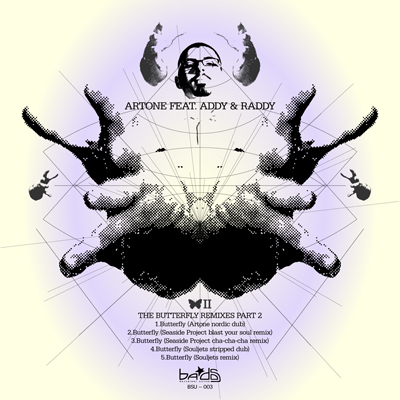 ARTONE FEAT. ADDY & RADDY
II
THE BUTTERFLY REMIXES PART 2
1.Butterfly (Artone nordic dub)
2.Butterfly (Seaside Project blast your soul remix)
3.Butterfly (Seaside Project cha-cha-cha remix)
4.Butterfly (Souljets stripped dub)
5.Butterfly (Souljets remix)
BSU - 003